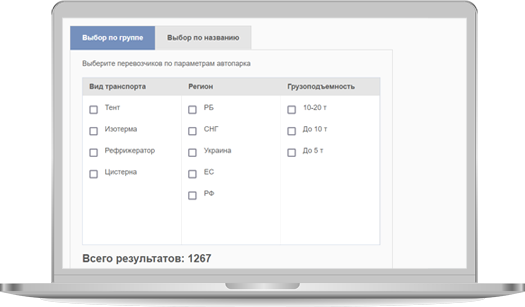 Выбор по группе Выбор по названию
Выберите перевозчиков по параметрам автопарка
Вид транспорта Регион Грузоподъемность
Тент РБ 10-20 т
Изотерма СНГ До 10 т
Рефрижератор Украина До 5 т
Цистерна ЕС
РФ
Всего результатов: 1267